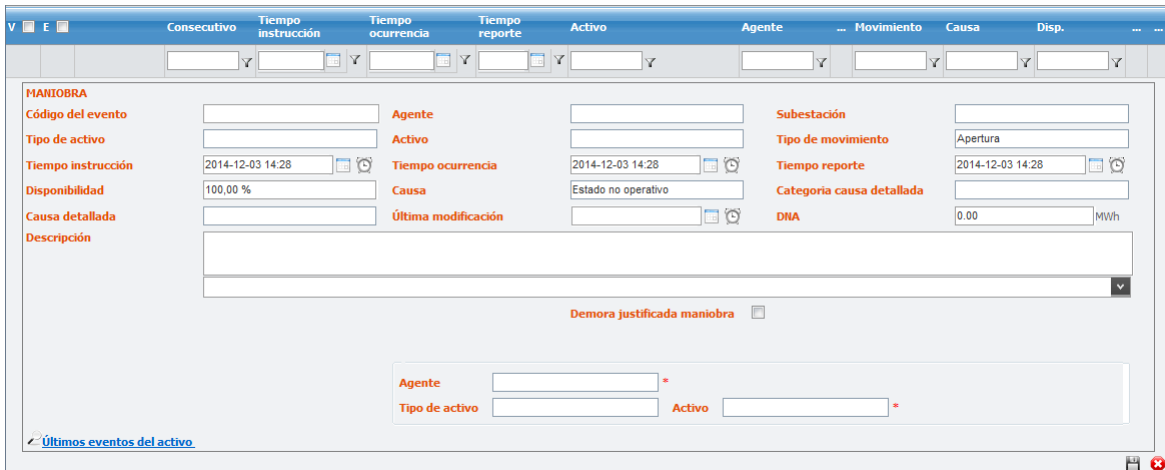 V E Consecutivo Tiempo instrucción Tiempo ocurrencia Tiempo reporte Activo Agente ... Movimiento Causa Disp. ... ...
MANIOBRA
Código del evento Agente Subestación
Tipo de activo Activo Tipo de movimiento Apertura
Tiempo instrucción 2014-12-03 14:28 Tiempo ocurrencia 2014-12-03 14:28 Tiempo reporte 2014-12-03 14:28
Disponibilidad 100,00 % Causa Estado no operativo Categoria causa detallada
Causa detallada Última modificación DNA 0.00 MWh
Descripción
Demora justificada maniobra
Agente *
Tipo de activo Activo *
Últimos eventos del activo